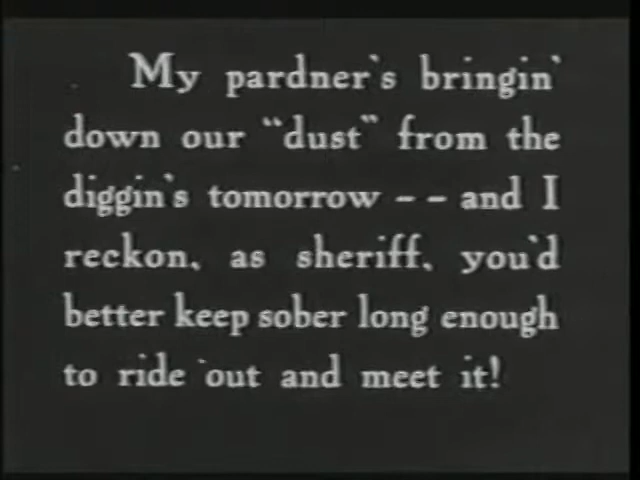 My pardner's bringin'
down our "dust" from the
diggin's tomorrow -- and I
reckon, as sheriff, you'd
better keep sober long enough
to ride out and meet it!